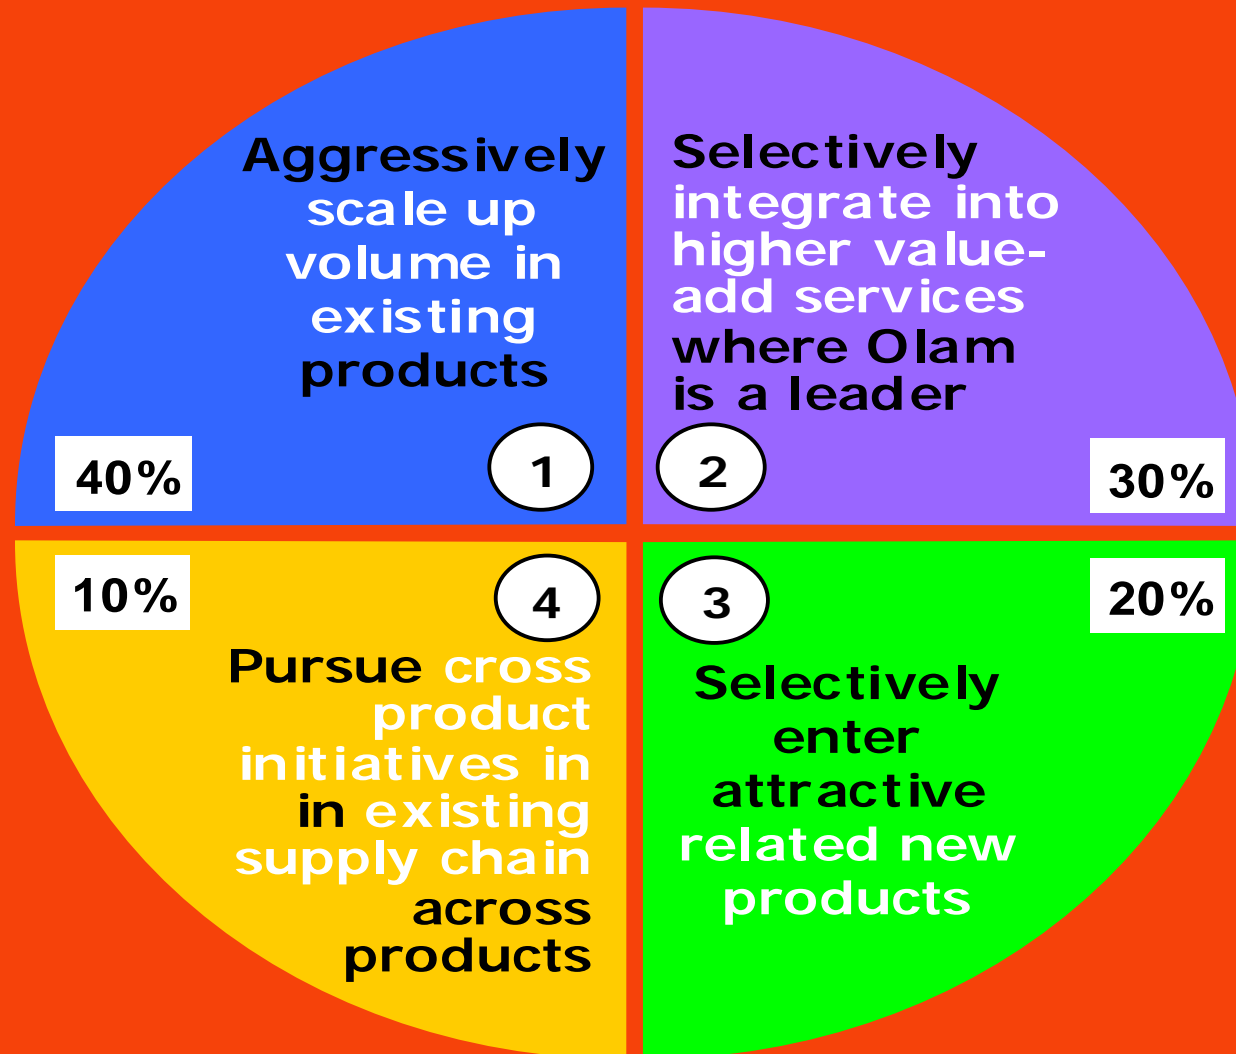 Aggressively
scale up
volume in
existing
products
40%
1
Selectively
integrate into
higher value-
add services
where Olam
is a leader
2
30%
10%
4
Pursue cross
product
initiatives in
in existing
supply chain
across
products
3
20%
Selectively
enter
attractive
related new
products